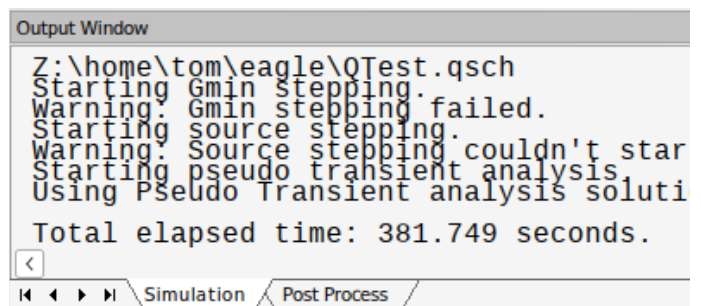 Output Window
Z:\home\tom\eagle\QTest.qsch
Starting Gmin stepping.
Warning: Gmin stepping failed.
Starting source stepping.
Warning: Source stepping couldn't star
Starting pseudo transient analysis.
Using Pseudo Transient analysis soluti
Total elapsed time: 381.749 seconds.
Simulation
Post Process